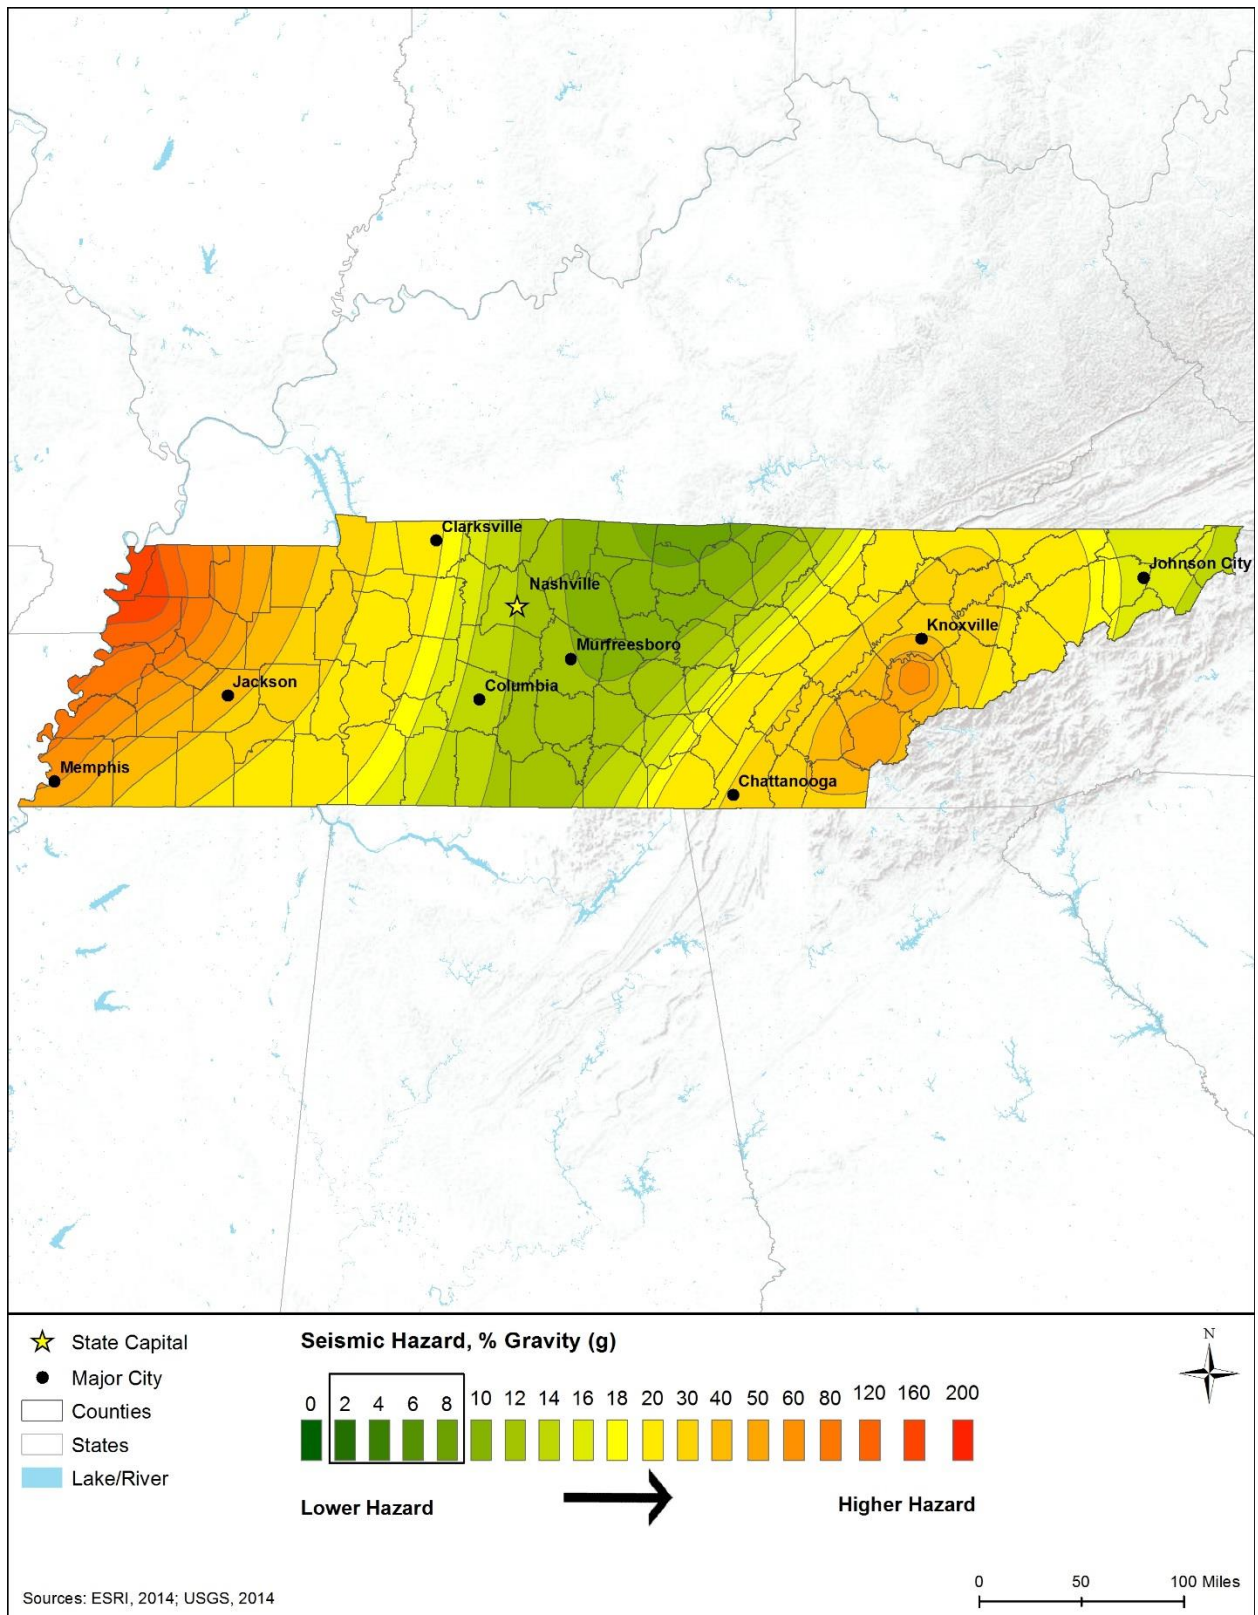 Clarksville
Johnson City
Nashville
Knoxville
Murfreesboro
Jackson
Columbia
Memphis
Chattanooga
State Capital
Major City
Counties
States
Lake/River
Seismic Hazard, % Gravity (g)
0 2 4 6 8 10 12 14 16 18 20 30 40 50 60 80 120 160 200
Lower Hazard
Higher Hazard
N
Sources: ESRI, 2014; USGS, 2014
0 50 100 Miles